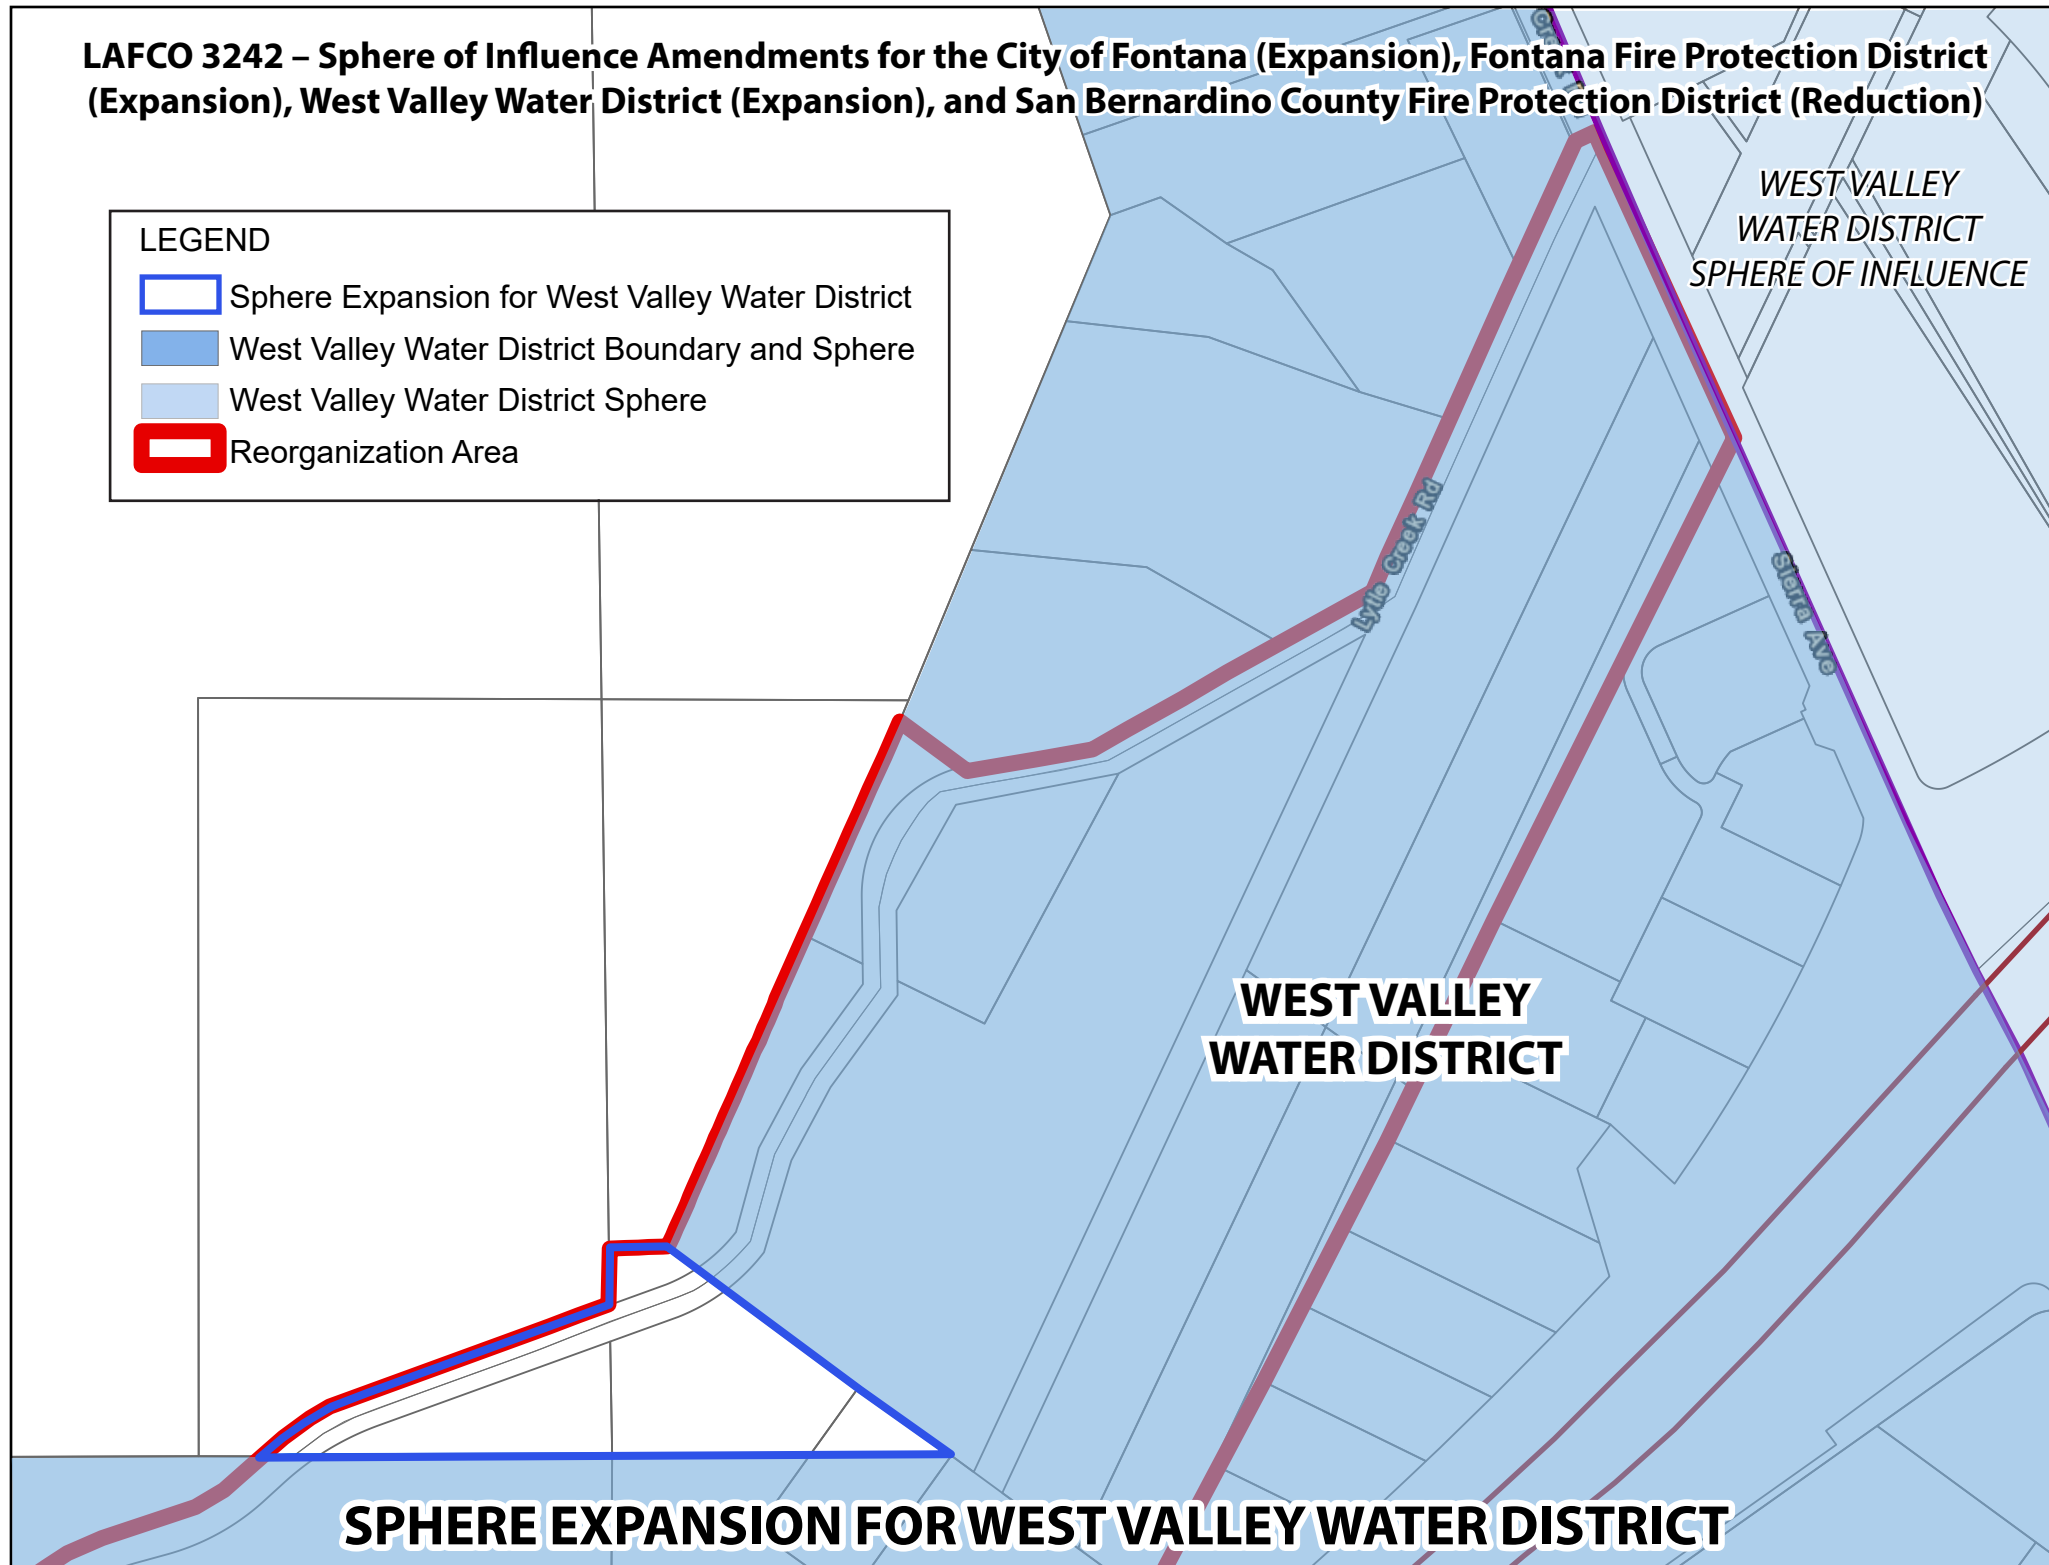 LAFCO 3242 – Sphere of Influence Amendments for the City of Fontana (Expansion), Fontana Fire Protection District
(Expansion), West Valley Water District (Expansion), and San Bernardino County Fire Protection District (Reduction)
WEST VALLEY
WATER DISTRICT
SPHERE OF INFLUENCE
LEGEND
Sphere Expansion for West Valley Water District
West Valley Water District Boundary and Sphere
West Valley Water District Sphere
Reorganization Area
Lytle Creek Rd
Sierra Ave
WEST VALLEY
WATER DISTRICT
SPHERE EXPANSION FOR WEST VALLEY WATER DISTRICT